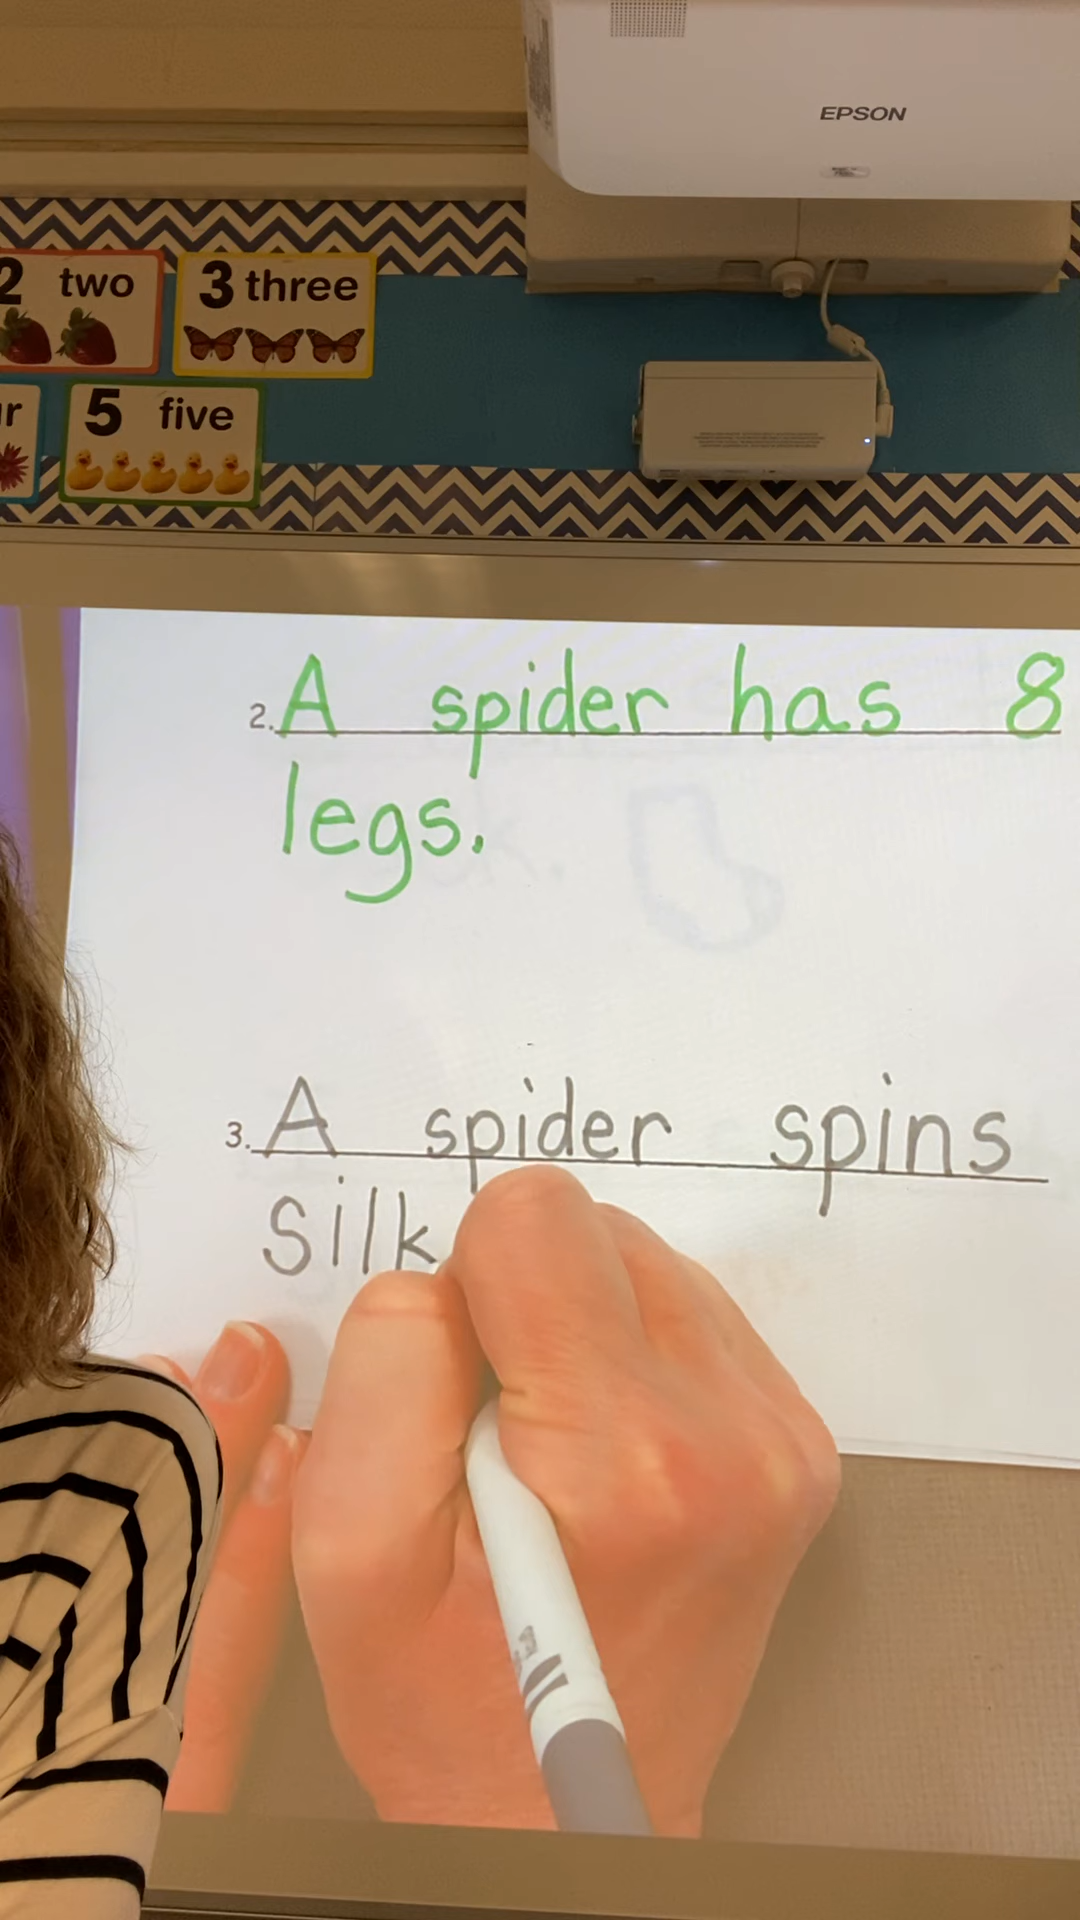 EPSON
2 two
3 three
5 five
2. A spider has 8
legs.
3. A spider spins
silk